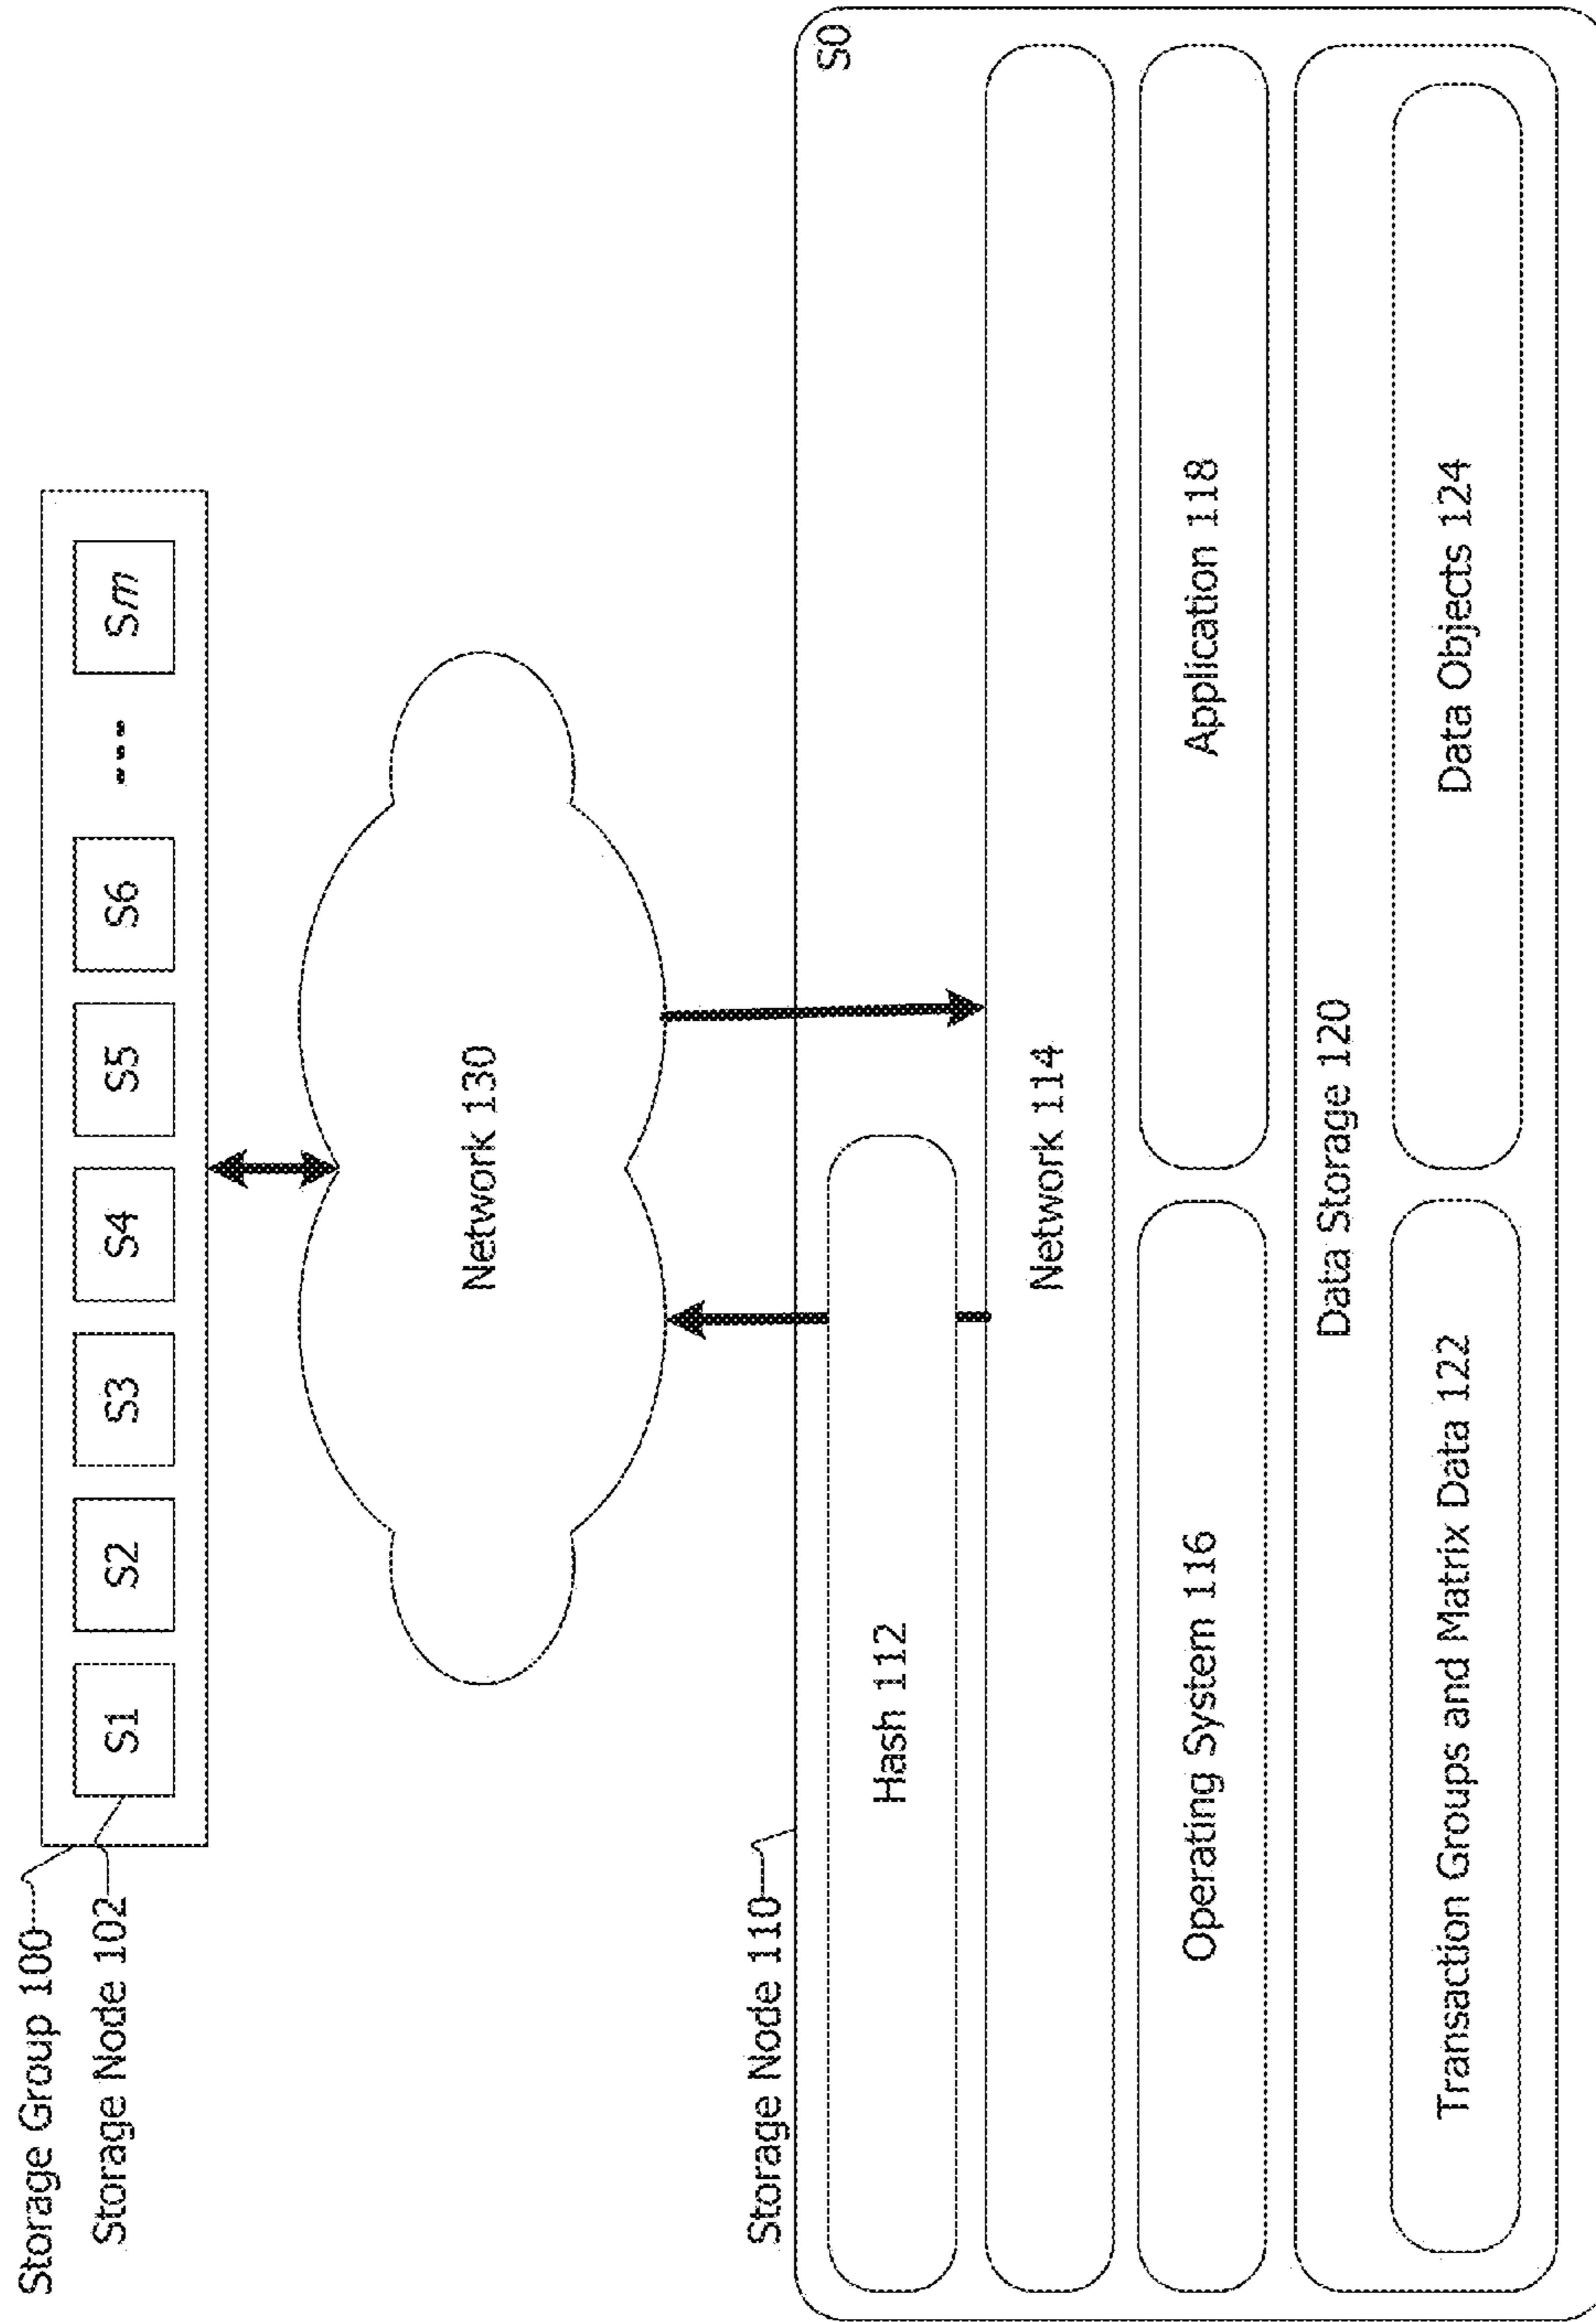 Storage Group 100
Storage Node 102
S1 S2 S3 S4 S5 S6 --- Sm
Network 130
Storage Node 110
S0
Hash 112
Network 114
Operating System 116
Application 118
Data Storage 120
Transaction Groups and Matrix Data 122
Data Objects 124